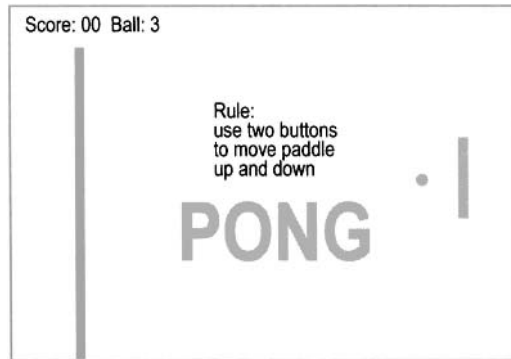 Score: 00 Ball: 3
Rule:
use two buttons
to move paddle
up and down
PONG